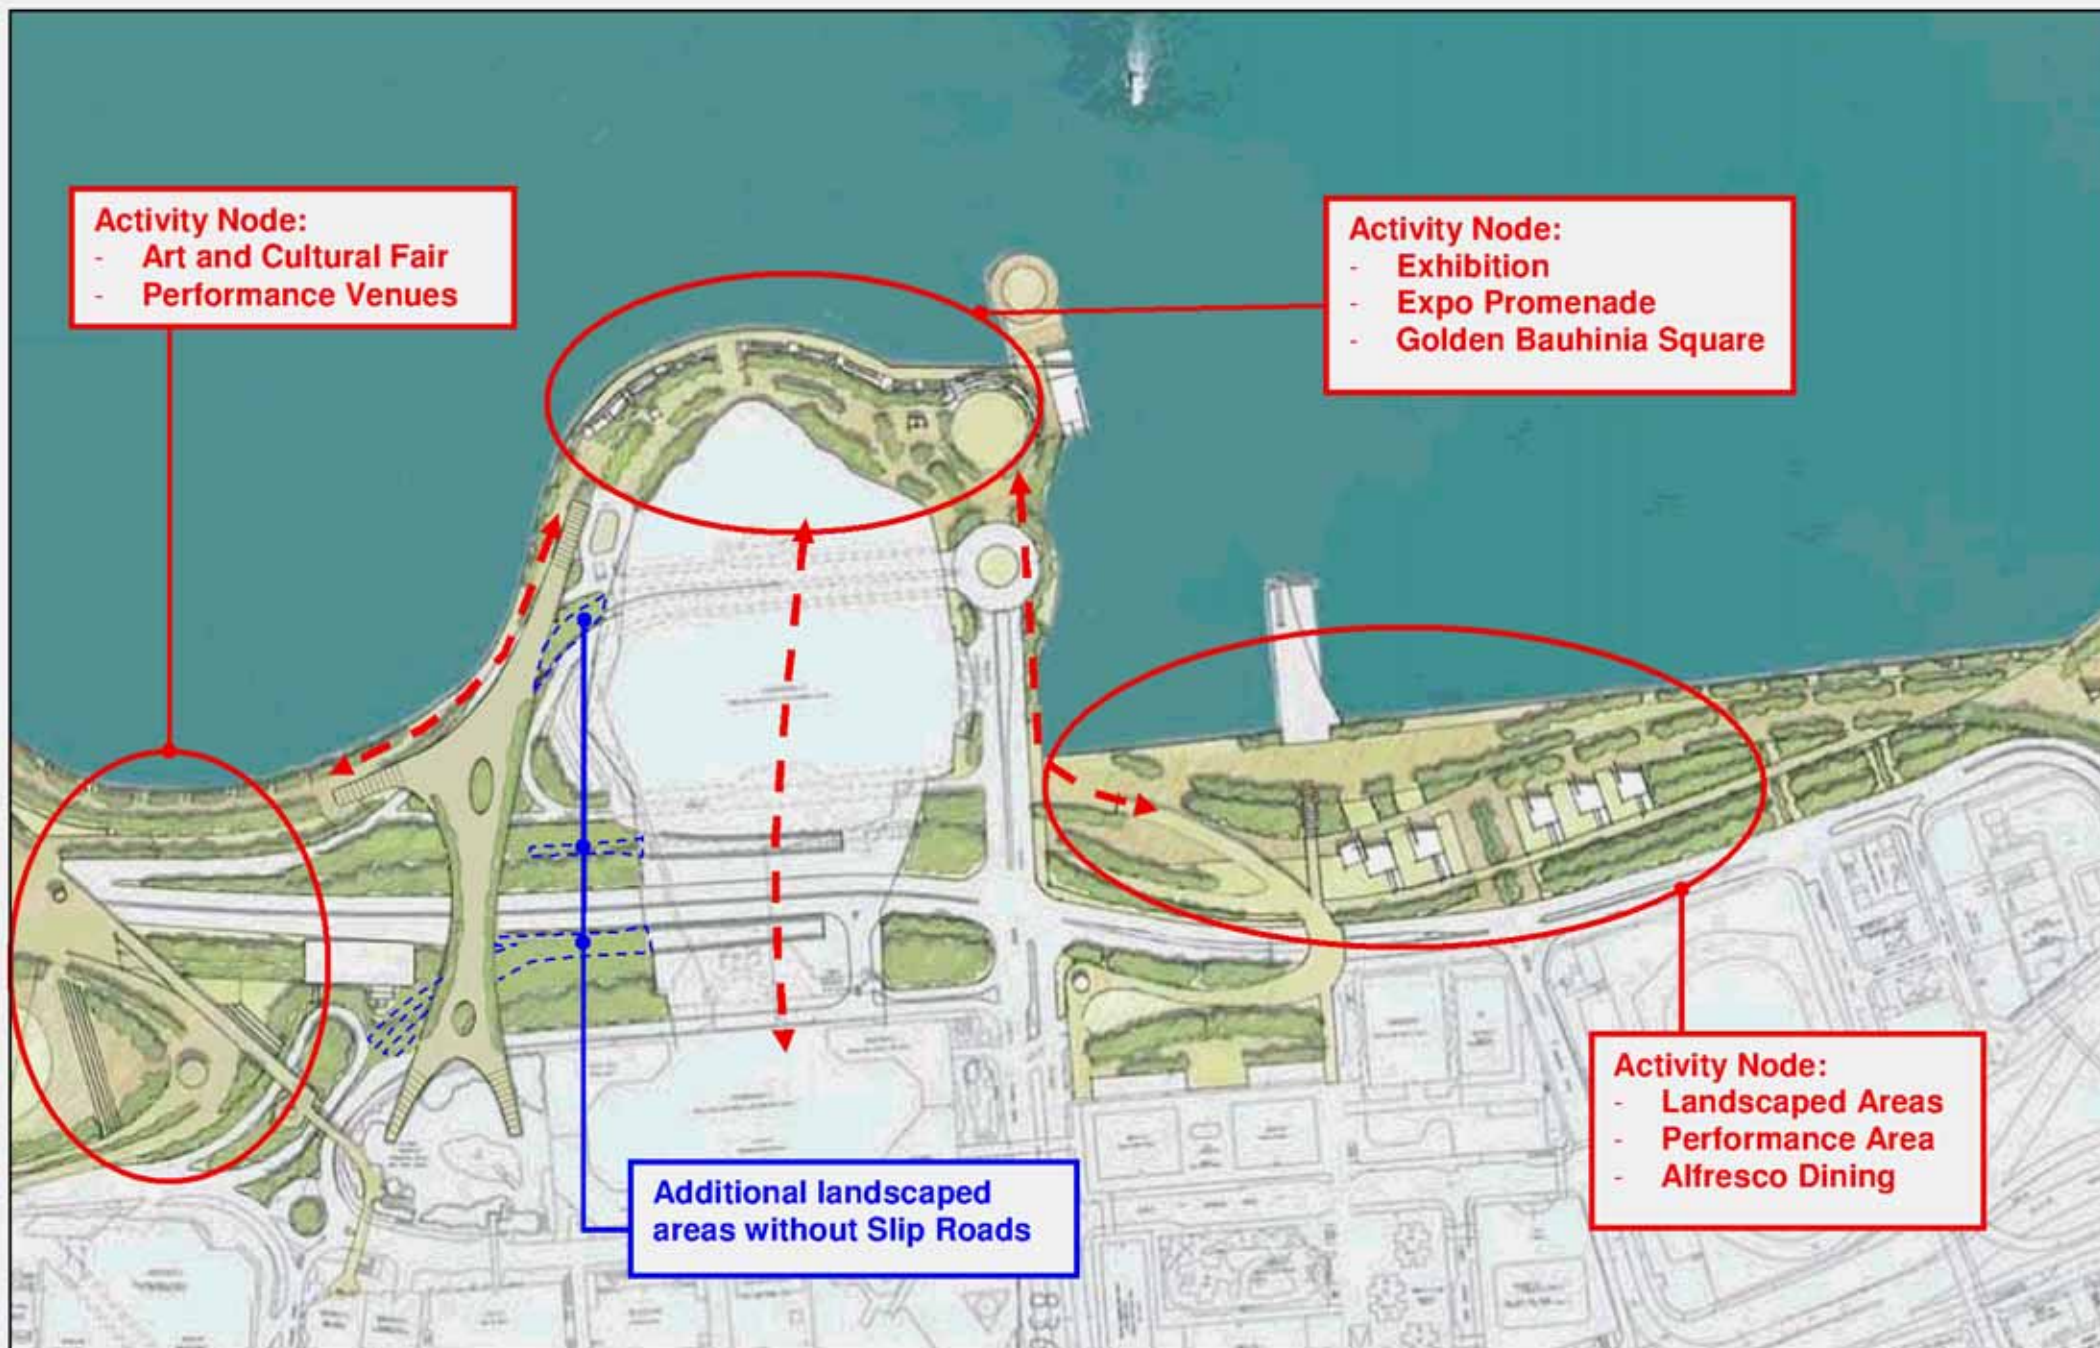 Activity Node:
- Art and Cultural Fair
- Performance Venues
Activity Node:
- Exhibition
- Expo Promenade
- Golden Bauhinia Square
Additional landscaped
areas without Slip Roads
Activity Node:
- Landscaped Areas
- Performance Area
- Alfresco Dining